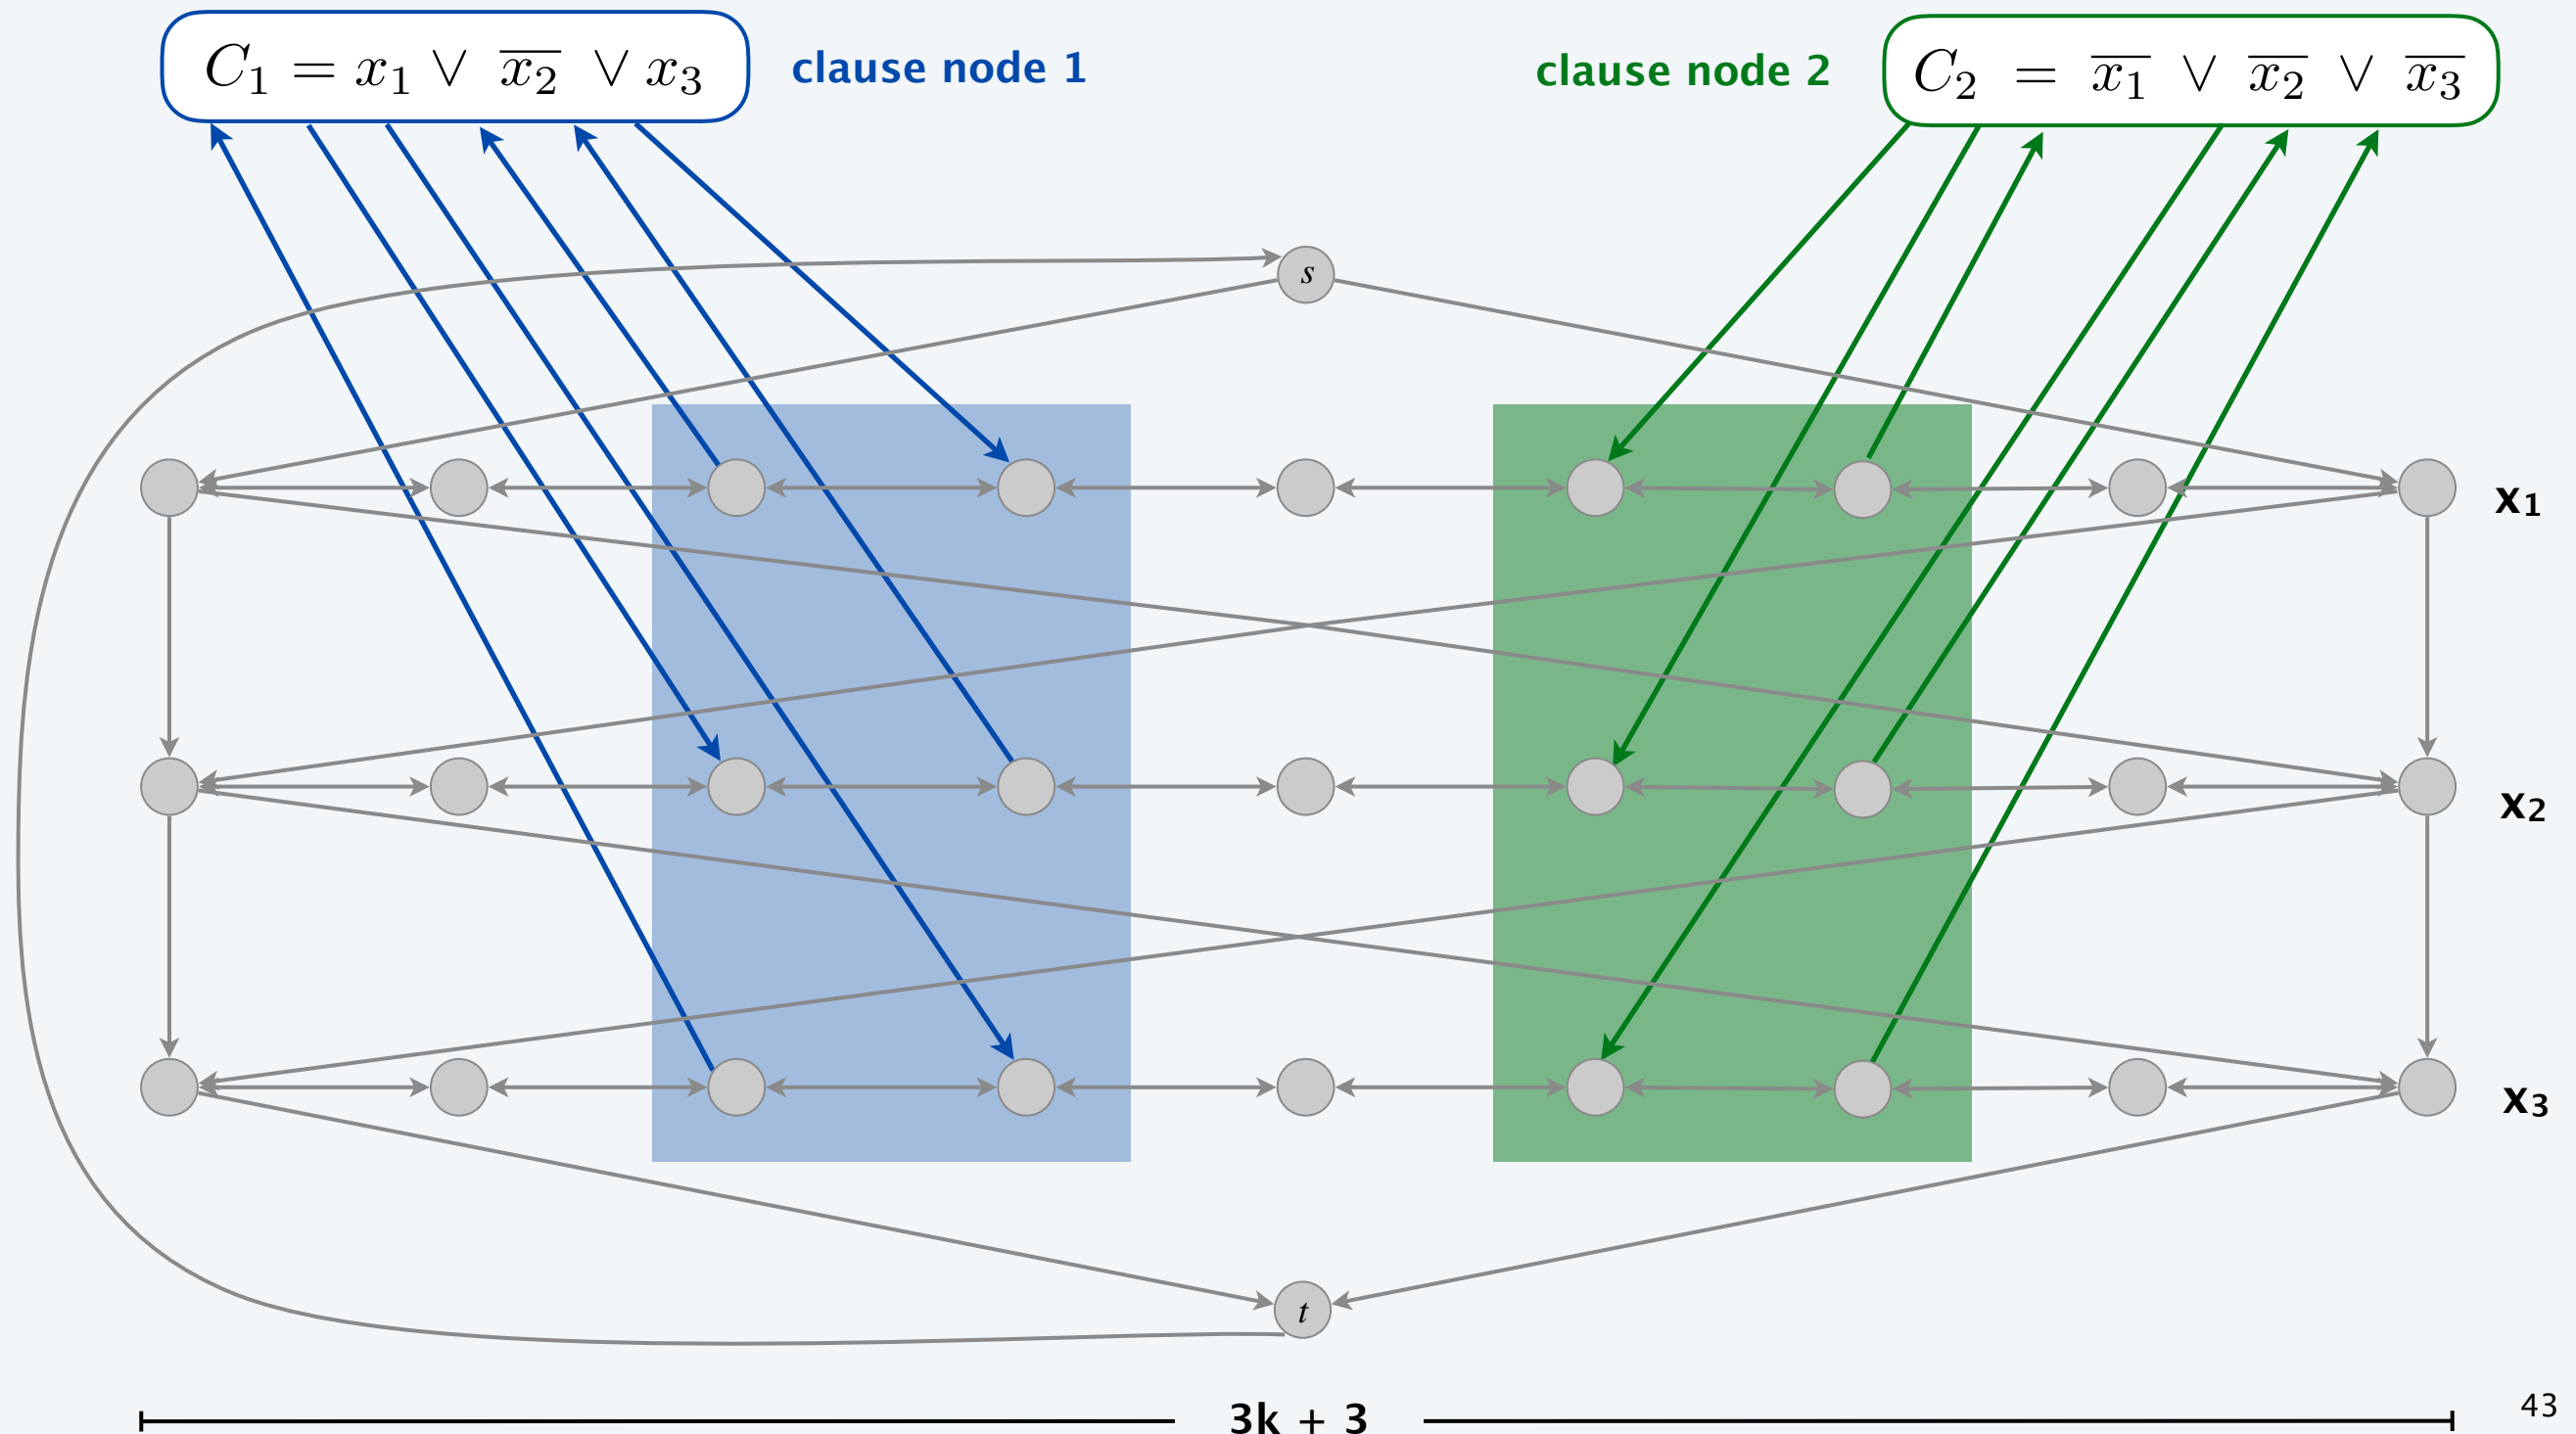 C₁ = x₁ ∨ x̅₂ ∨ x₃
clause node 1
clause node 2
C₂ = x̅₁ ∨ x̅₂ ∨ x̅₃
s
x₁
x₂
x₃
t
3k + 3
43